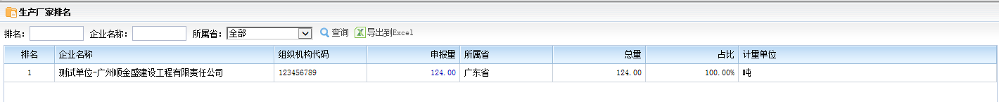 生产厂家排名
排名： 企业名称： 所属省： 全部 查询 导出到Excel
排名 企业名称 组织机构代码 申报量 所属省 总量 占比 计量单位
1 测试单位-广州顺金盛建设工程有限责任公司 123456789 124.00 广东省 124.00 100.00% 吨